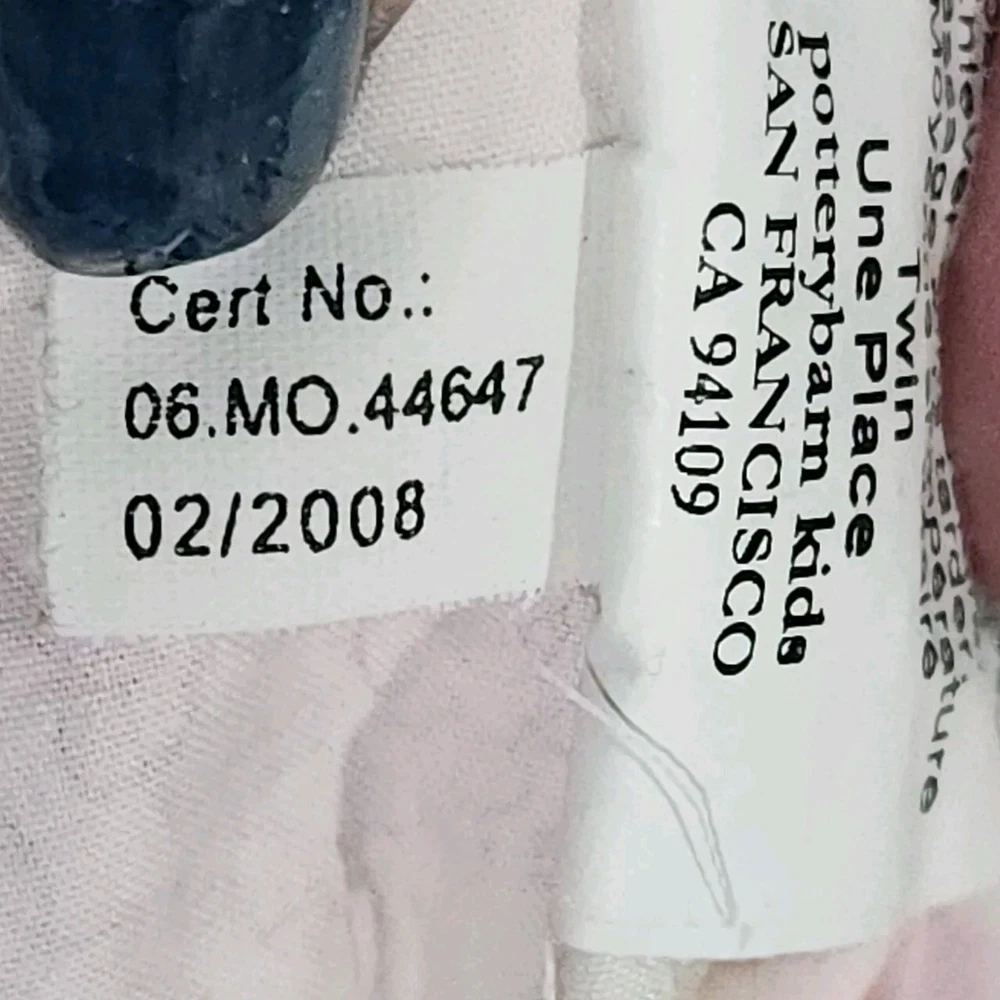 Cert No.:
06.MO.44647
02/2008
Twin
Une Place
potterybarn kids
SAN FRANCISCO
CA 94109